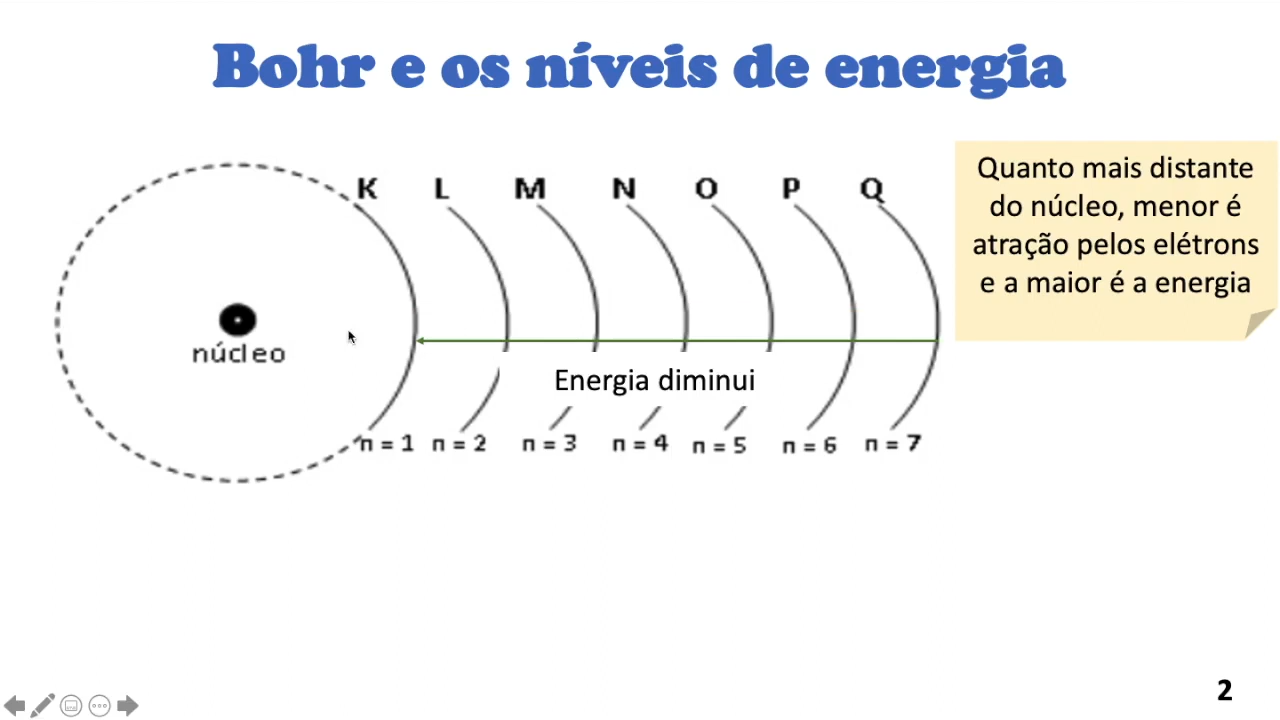 Bohr e os níveis de energia
K L M N O P Q
Quanto mais distante
do núcleo, menor é
atração pelos elétrons
e a maior é a energia
núcleo
Energia diminui
n = 1 n = 2 n = 3 n = 4 n = 5 n = 6 n = 7
2